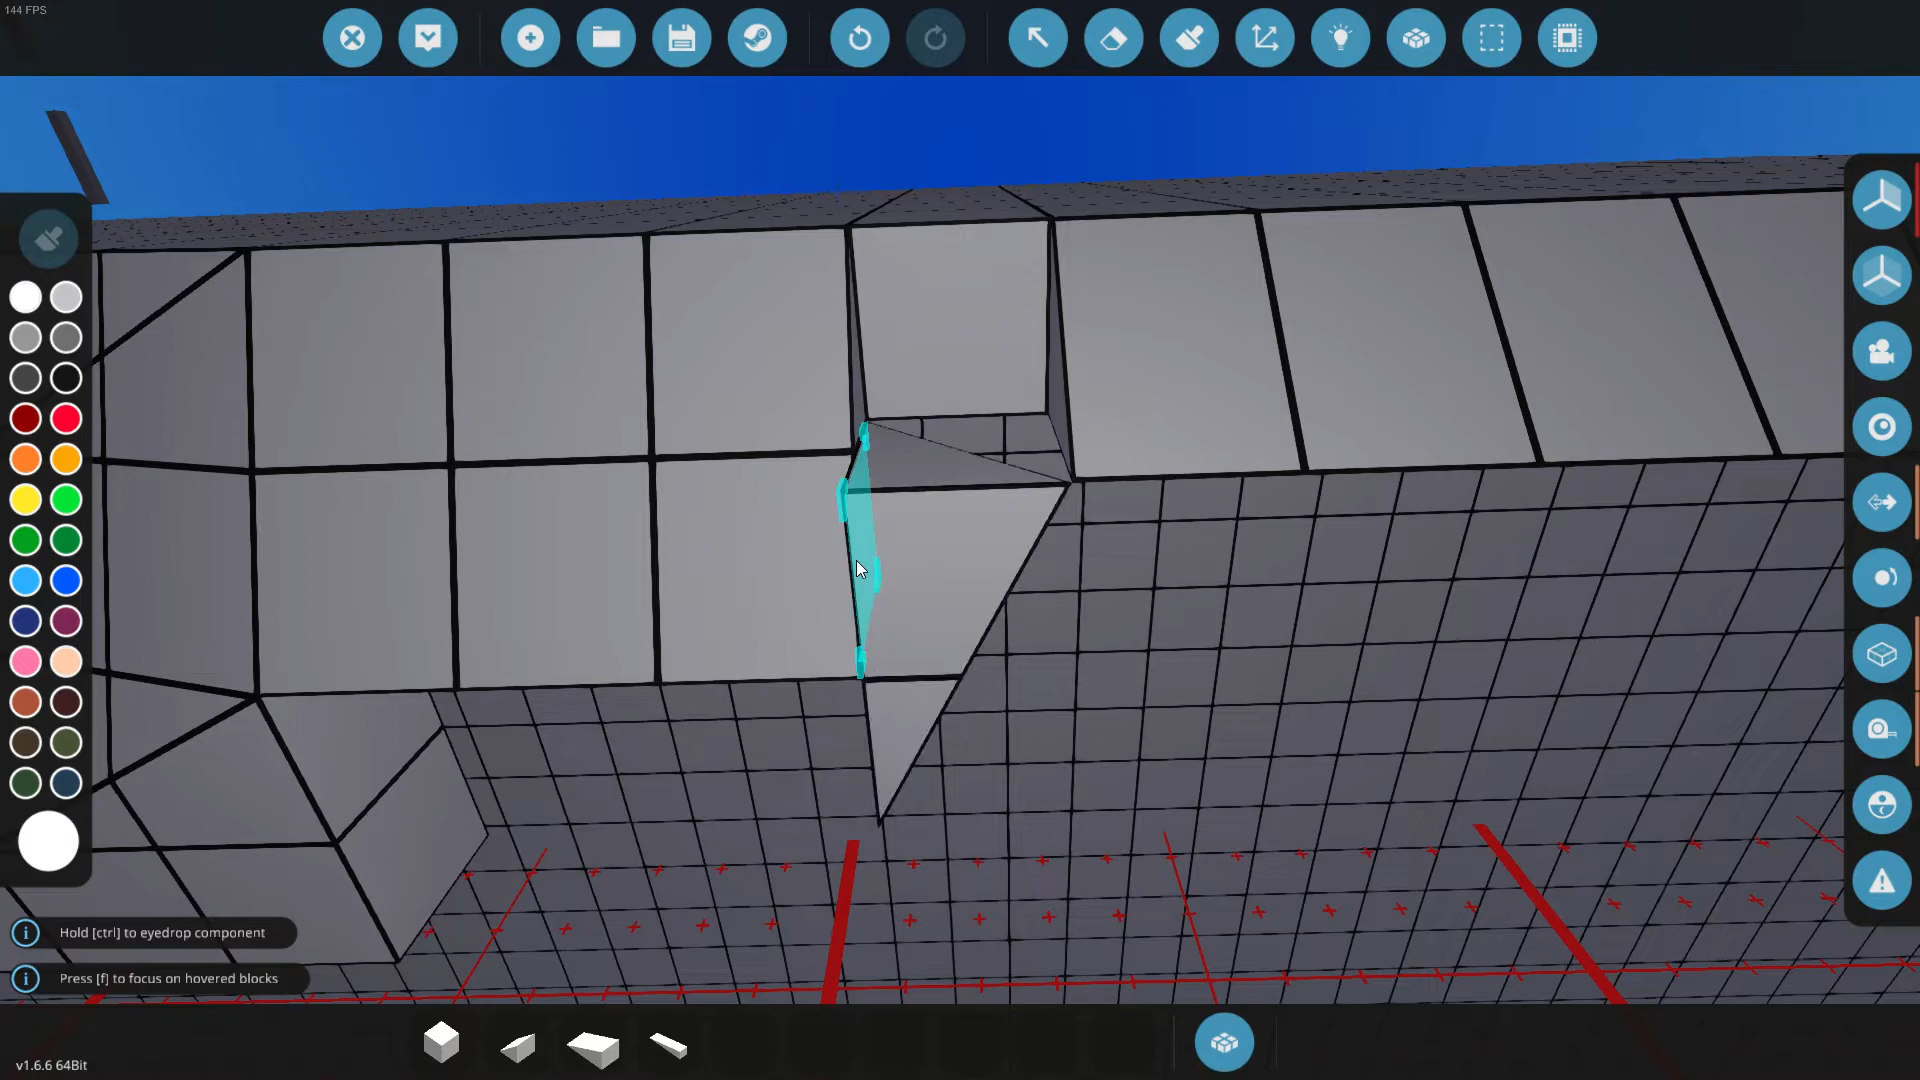 144 FPS
Hold [ctrl] to eyedrop component
Press [f] to focus on hovered blocks
v1.6.6 64Bit